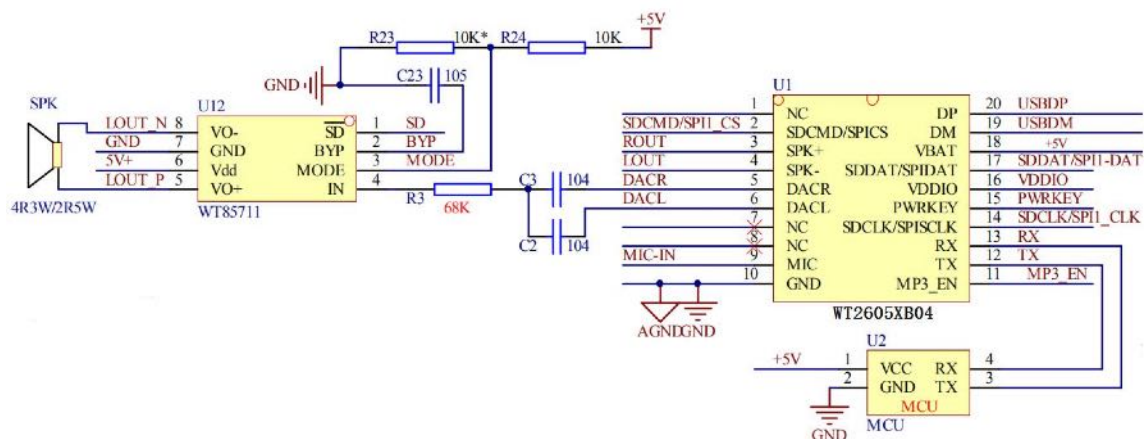 +5V
R23 10K* R24 10K
GND C23 105
SPK U12 U1
LOUT_N 8 VO- SD 1 SD
GND 7 GND BYP 2 BYP
5V+ 6 Vdd MODE 3 MODE
LOUT_P 5 VO+ IN 4
4R3W/2R5W WT85711
R3 68K
C3 104
C2 104
1 NC DP 20 USBDP
SDCMD/SPI1_CS 2 SDCMD/SPICS DM 19 USBDM
ROUT 3 SPK+ VBAT 18 +5V
LOUT 4 SPK- SDDAT/SPIDAT 17 SDDAT/SPI1-DAT
DACR 5 DACR VDDIO 16 VDDIO
DACL 6 DACL PWRKEY 15 PWRKEY
7 NC SDCLK/SPISCLK 14 SDCLK/SPI1_CLK
8 NC RX 13 RX
MIC-IN 9 MIC TX 12 TX
10 GND MP3_EN 11 MP3_EN
AGND GND
WT2605XB04
U2
+5V 1 VCC RX 4
2 GND TX 3
MCU
GND MCU